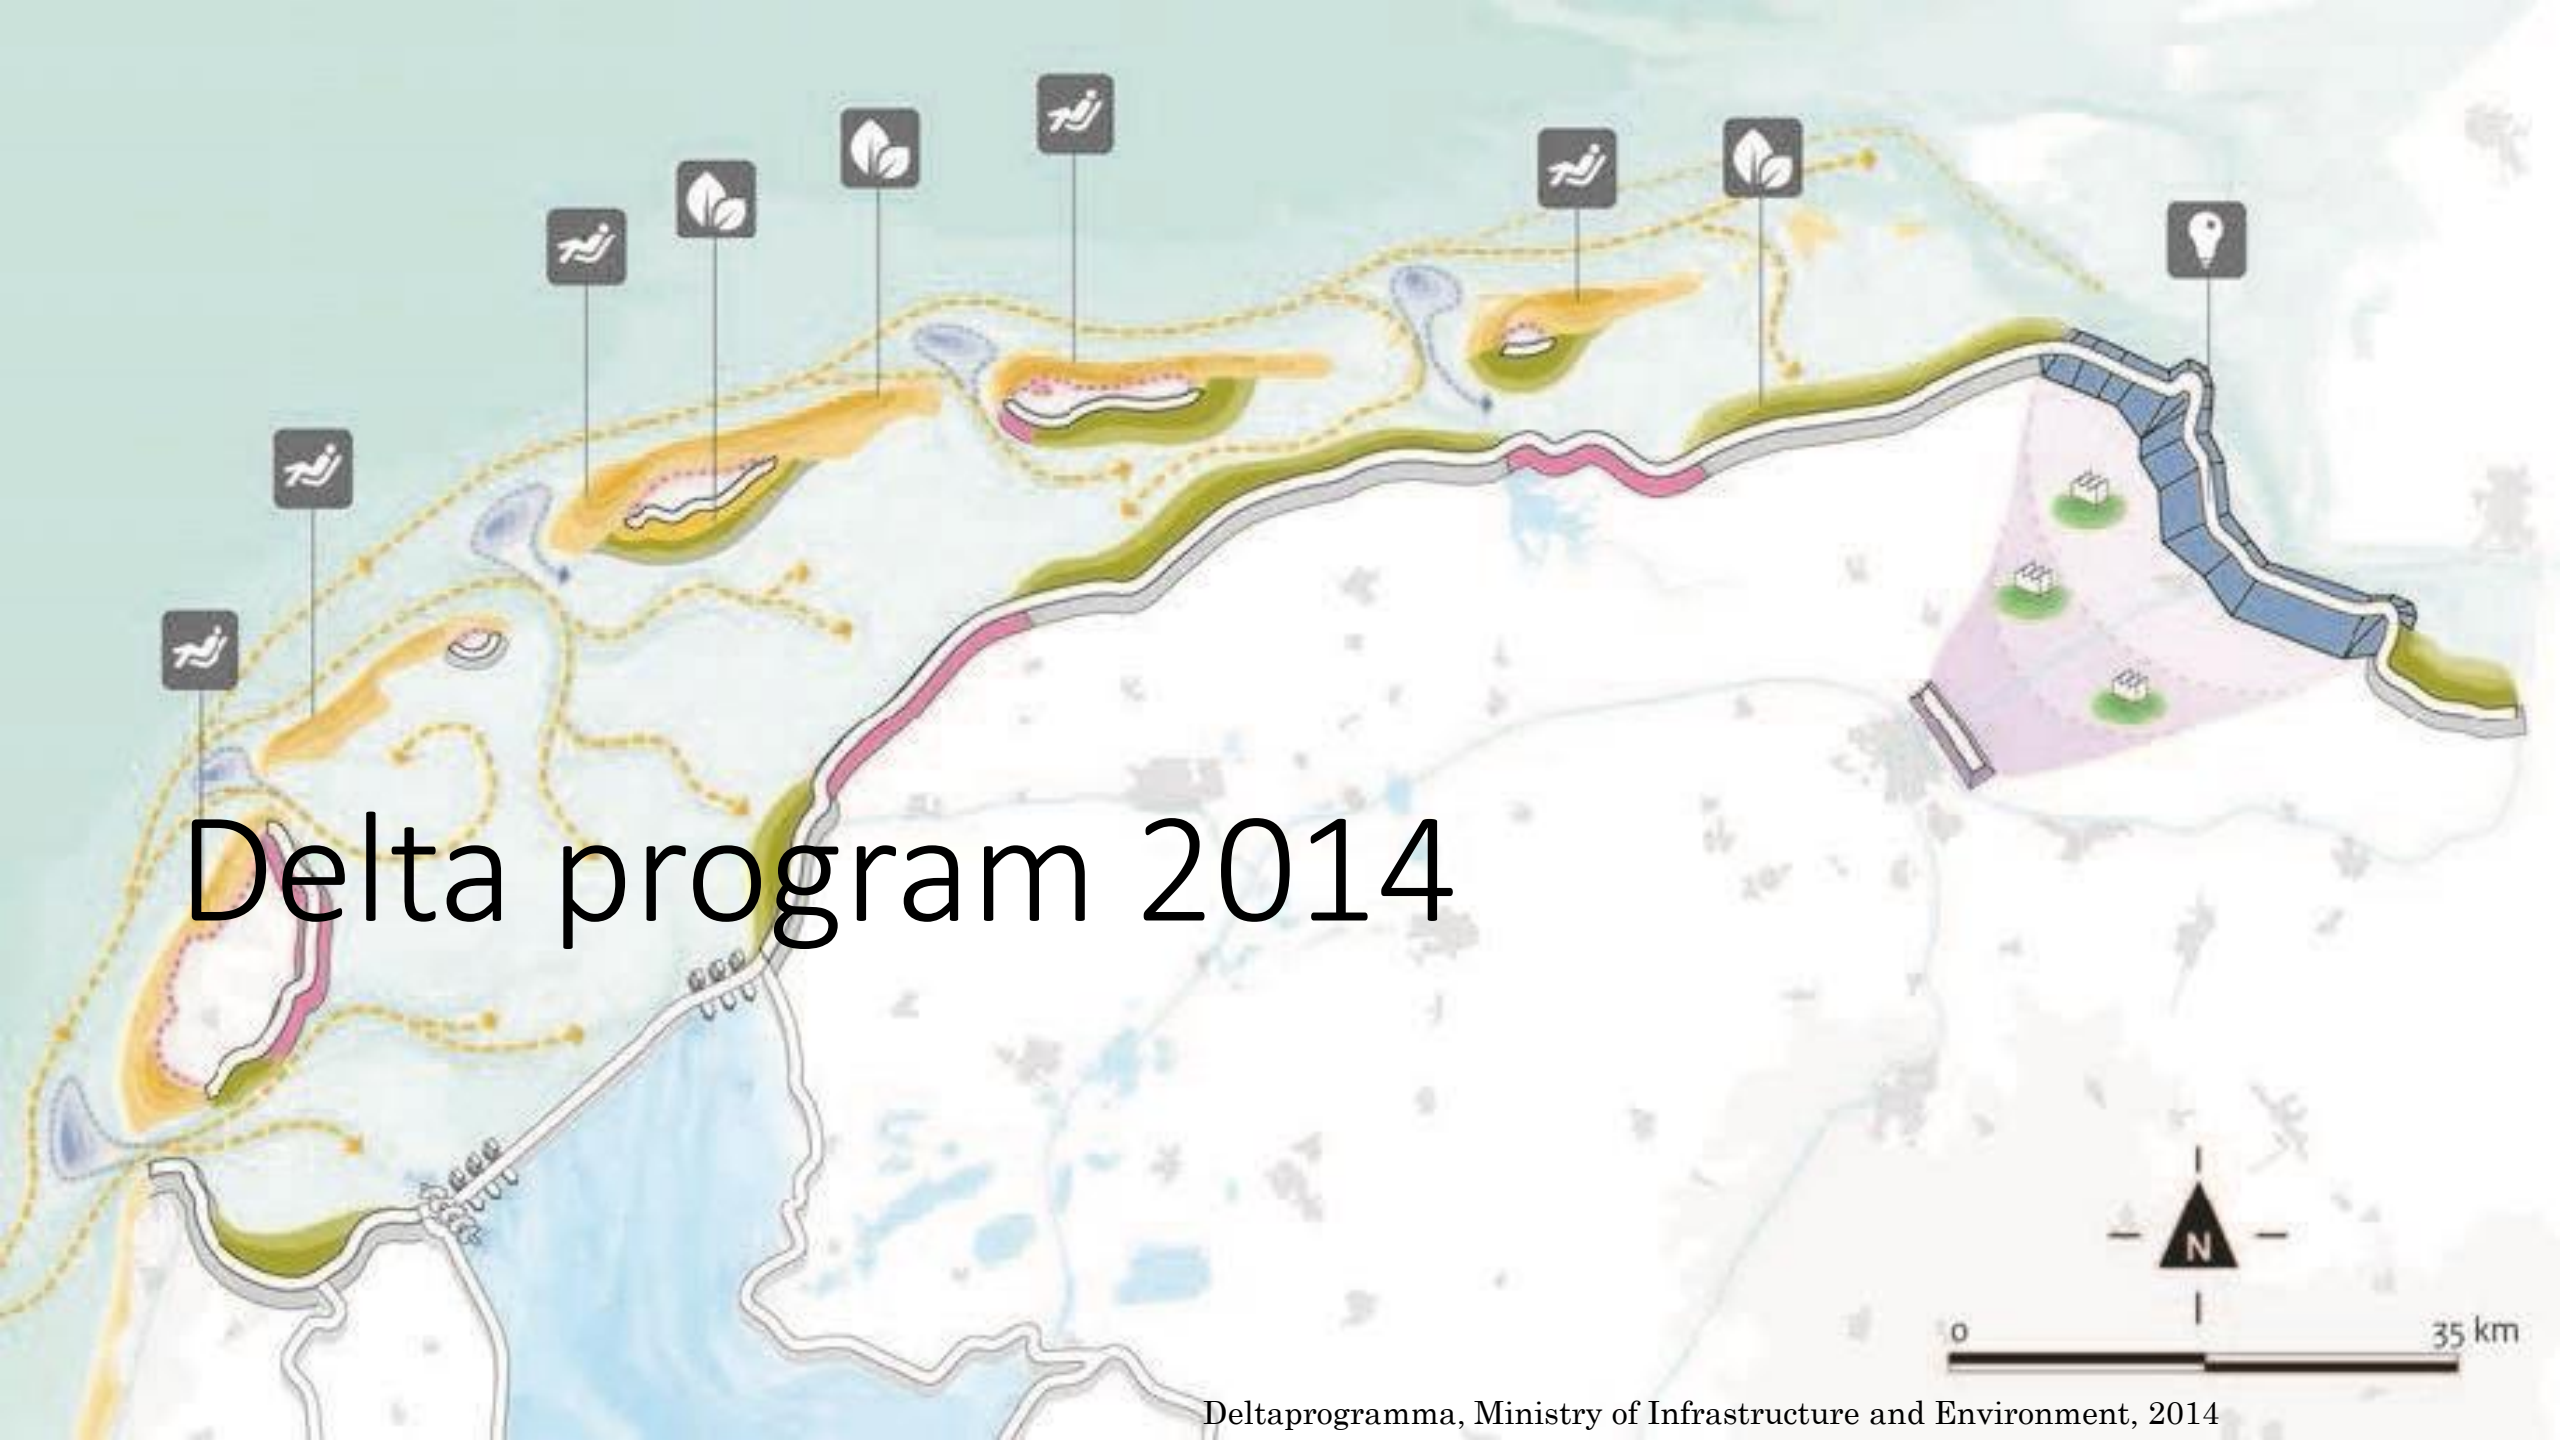 Delta program 2014
N
0
35 km
Deltaprogramma, Ministry of Infrastructure and Environment, 2014